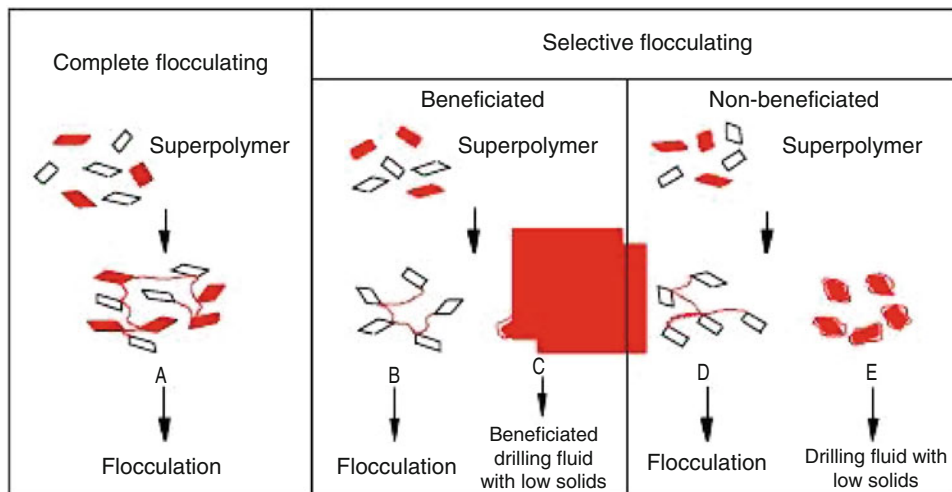 Complete flocculating
Superpolymer
A
Flocculation
Selective flocculating
Beneficiated
Superpolymer
B
C
Flocculation
Beneficiated
drilling fluid
with low solids
Non-beneficiated
Superpolymer
D
E
Flocculation
Drilling fluid with
low solids